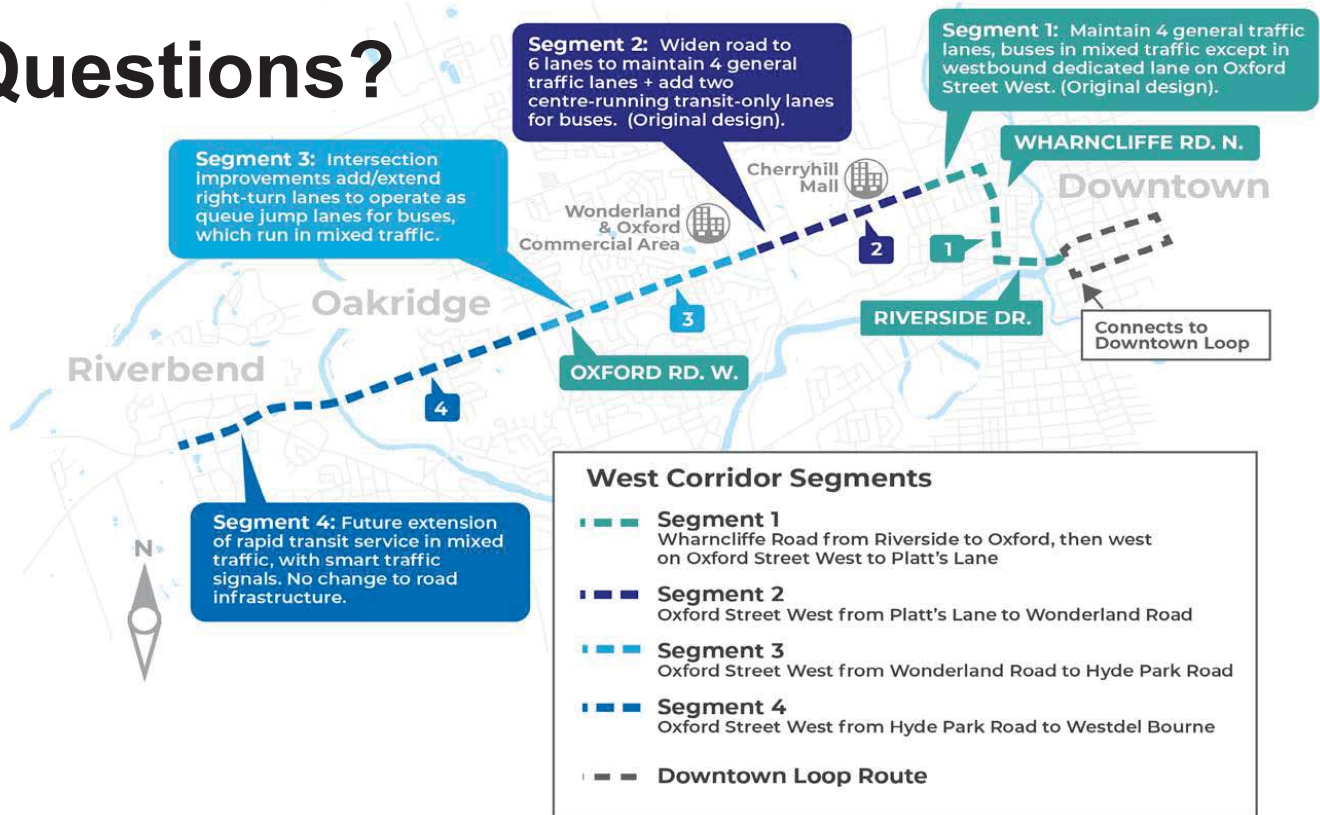 Questions?
Segment 1: Maintain 4 general traffic
lanes, buses in mixed traffic except in
westbound dedicated lane on Oxford
Street West. (Original design).
Segment 2: Widen road to
6 lanes to maintain 4 general
traffic lanes + add two
centre-running transit-only lanes
for buses. (Original design).
Segment 3: Intersection
improvements add/extend
right-turn lanes to operate as
queue jump lanes for buses,
which run in mixed traffic.
WHARNCLIFFE RD. N.
Cherryhill
Mall
Downtown
Wonderland
& Oxford
Commercial Area
2
1
Oakridge
3
RIVERSIDE DR.
Connects to
Downtown Loop
Riverbend
OXFORD RD. W.
4
Segment 4: Future extension
of rapid transit service in mixed
traffic, with smart traffic
signals. No change to road
infrastructure.
N
West Corridor Segments
Segment 1
Wharncliffe Road from Riverside to Oxford, then west
on Oxford Street West to Platt's Lane
Segment 2
Oxford Street West from Platt's Lane to Wonderland Road
Segment 3
Oxford Street West from Wonderland Road to Hyde Park Road
Segment 4
Oxford Street West from Hyde Park Road to Westdel Bourne
Downtown Loop Route